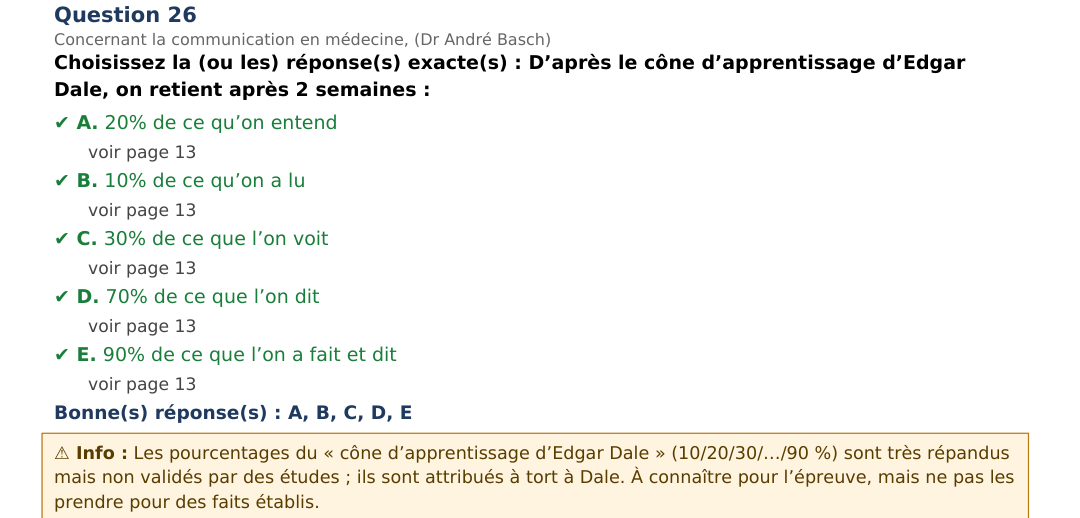 Question 26
Concernant la communication en médecine, (Dr André Basch)
Choisissez la (ou les) réponse(s) exacte(s) : D’après le cône d’apprentissage d’Edgar
Dale, on retient après 2 semaines :
✔ A. 20% de ce qu’on entend
voir page 13
✔ B. 10% de ce qu’on a lu
voir page 13
✔ C. 30% de ce que l’on voit
voir page 13
✔ D. 70% de ce que l’on dit
voir page 13
✔ E. 90% de ce que l’on a fait et dit
voir page 13
Bonne(s) réponse(s) : A, B, C, D, E
⚠ Info : Les pourcentages du « cône d’apprentissage d’Edgar Dale » (10/20/30/…/90 %) sont très répandus
mais non validés par des études ; ils sont attribués à tort à Dale. À connaître pour l’épreuve, mais ne pas les
prendre pour des faits établis.